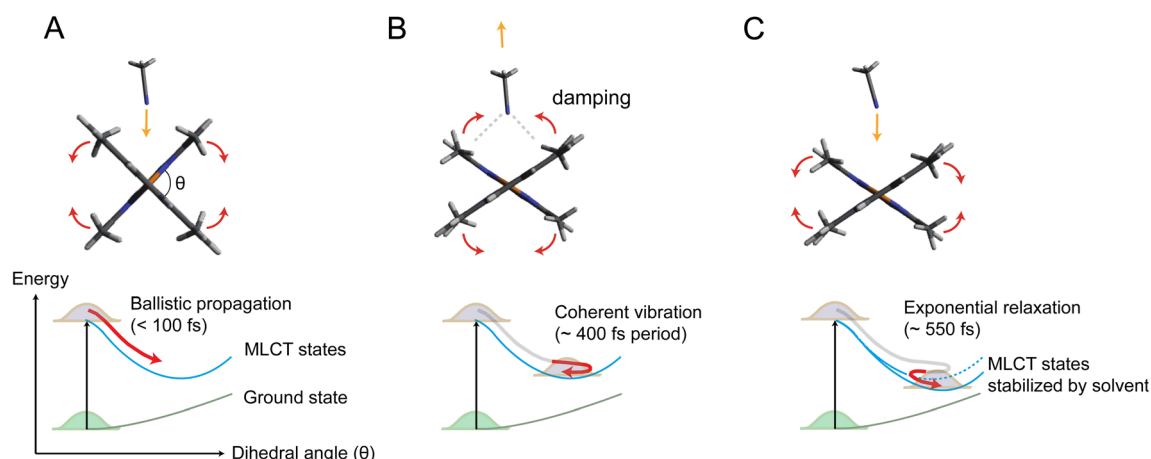 A
B
C
damping
θ
Energy
Ballistic propagation
(< 100 fs)
MLCT states
Ground state
Dihedral angle (θ)
Coherent vibration
(~ 400 fs period)
Exponential relaxation
(~ 550 fs)
MLCT states
stabilized by solvent